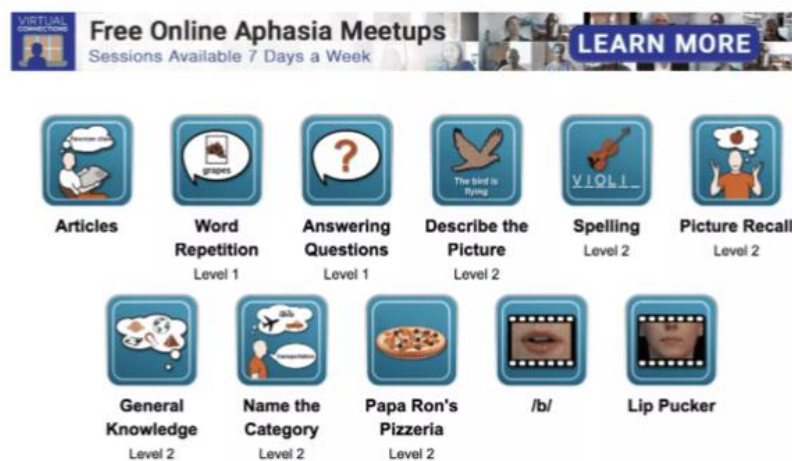 VIRTUAL
CONNECTIONS
Free Online Aphasia Meetups
Sessions Available 7 Days a Week
LEARN MORE
grapes
The bird is
flying
V I O L I _
Articles
Word
Repetition
Level 1
Answering
Questions
Level 1
Describe the
Picture
Level 2
Spelling
Level 2
Picture Recall
Level 2
Transportation
General
Knowledge
Level 2
Name the
Category
Level 2
Papa Ron's
Pizzeria
Level 2
/b/
Lip Pucker